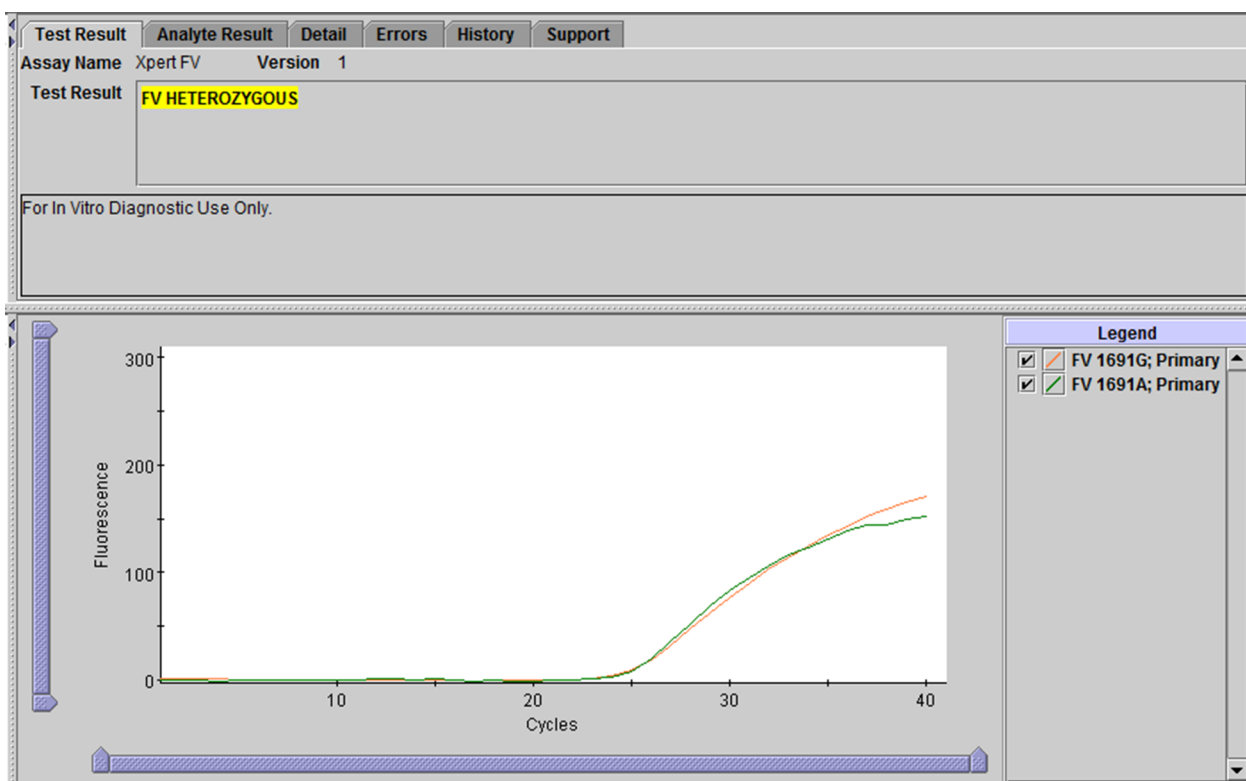 Test Result Analyte Result Detail Errors History Support
Assay Name Xpert FV Version 1
Test Result FV HETEROZYGOUS
For In Vitro Diagnostic Use Only.
Legend
FV 1691G; Primary
FV 1691A; Primary
300
200
100
0
Fluorescence
10 20 30 40
Cycles